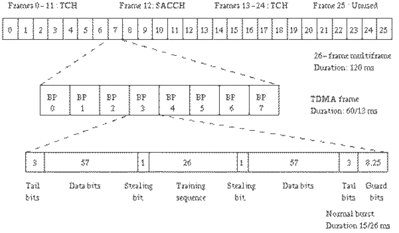 Frames 0-11 : TCH Frame 12: SACCH Frames 13-24 : TCH Frame 25 : Unused
0 1 2 3 4 5 6 7 8 9 10 11 12 13 14 15 16 17 18 19 20 21 22 23 24 25
26-frame multiframe
Duration: 120 ms
BP BP BP BP BP BP BP BP
0 1 2 3 4 5 6 7
TDMA frame
Duration: 60/13 ms
3 57 1 26 1 57 3 8.25
Tail Data bits Stealing Training Stealing Data bits Tail Guard
bits bit sequence bit bits bits
Normal burst
Duration 15/26 ms